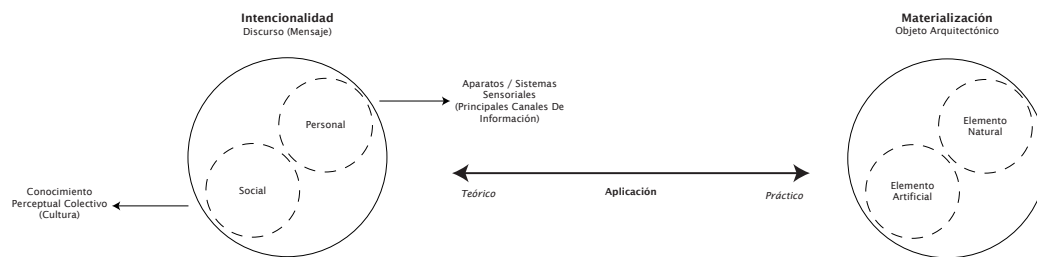 Intencionalidad
Discurso (Mensaje)
Personal
Social
Aparatos / Sistemas
Sensoriales
(Principales Canales De
Información)
Conocimiento
Perceptual Colectivo
(Cultura)
Teórico
Aplicación
Práctico
Materialización
Objeto Arquitectónico
Elemento
Natural
Elemento
Artificial